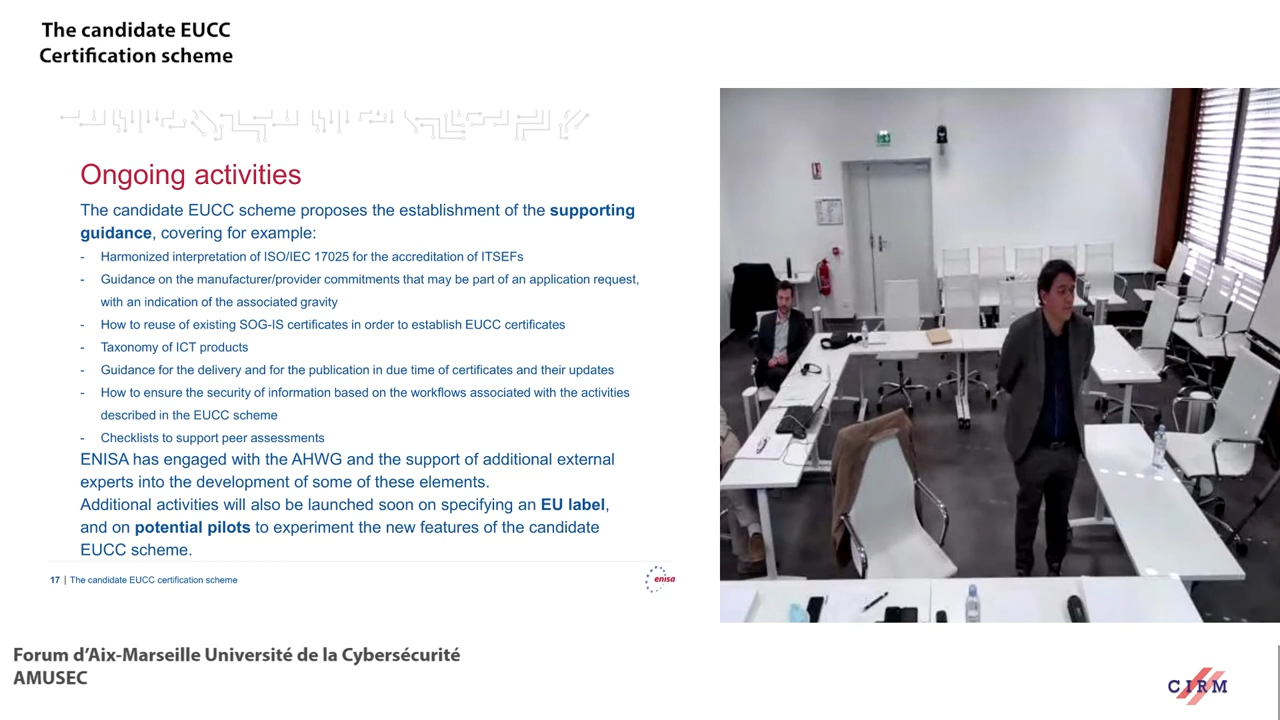 The candidate EUCC
Certification scheme
Ongoing activities
The candidate EUCC scheme proposes the establishment of the supporting
guidance, covering for example:
- Harmonized interpretation of ISO/IEC 17025 for the accreditation of ITSEFs
- Guidance on the manufacturer/provider commitments that may be part of an application request,
with an indication of the associated gravity
- How to reuse of existing SOG-IS certificates in order to establish EUCC certificates
- Taxonomy of ICT products
- Guidance for the delivery and for the publication in due time of certificates and their updates
- How to ensure the security of information based on the workflows associated with the activities
described in the EUCC scheme
- Checklists to support peer assessments
ENISA has engaged with the AHWG and the support of additional external
experts into the development of some of these elements.
Additional activities will also be launched soon on specifying an EU label,
and on potential pilots to experiment the new features of the candidate
EUCC scheme.
17 | The candidate EUCC certification scheme
enisa
Forum d'Aix-Marseille Université de la Cybersécurité
AMUSEC
CIRM